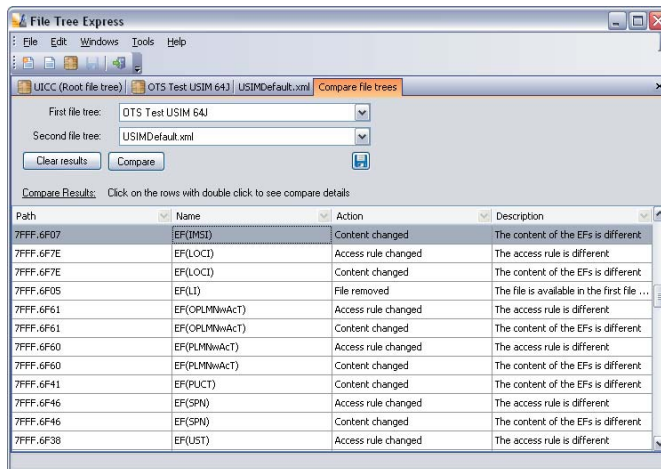 File Tree Express
File Edit Windows Tools Help
UICC (Root file tree) OTS Test USIM 64J USIMDefault.xml Compare file trees
First file tree: OTS Test USIM 64J
Second file tree: USIMDefault.xml
Clear results Compare
Compare Results: Click on the rows with double click to see compare details
Path Name Action Description
7FFF.6F07 EF(IMSI) Content changed The content of the EFs is different
7FFF.6F7E EF(LOCI) Access rule changed The access rule is different
7FFF.6F7E EF(LOCI) Content changed The content of the EFs is different
7FFF.6F05 EF(LI) File removed The file is available in the first file ...
7FFF.6F61 EF(OPLMNwAcT) Access rule changed The access rule is different
7FFF.6F61 EF(OPLMNwAcT) Content changed The content of the EFs is different
7FFF.6F60 EF(PLMNwAcT) Access rule changed The access rule is different
7FFF.6F60 EF(PLMNwAcT) Content changed The content of the EFs is different
7FFF.6F41 EF(PUCT) Content changed The content of the EFs is different
7FFF.6F46 EF(SPN) Access rule changed The access rule is different
7FFF.6F46 EF(SPN) Content changed The content of the EFs is different
7FFF.6F38 EF(UST) Access rule changed The access rule is different